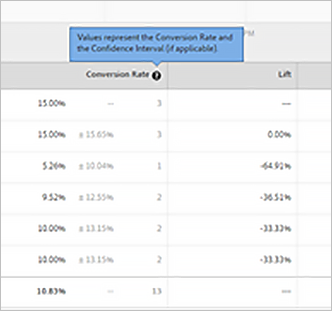 Values represent the Conversion Rate and
the Confidence Interval (if applicable).
PM
Conversion Rate ? Lift
15.00% -- 3 ---
15.00% ± 15.65% 3 0.00%
5.26% ± 10.04% 1 -64.91%
9.52% ± 12.55% 2 -36.51%
10.00% ± 13.15% 2 -33.33%
10.00% ± 13.15% 2 -33.33%
10.83% -- 13 ---